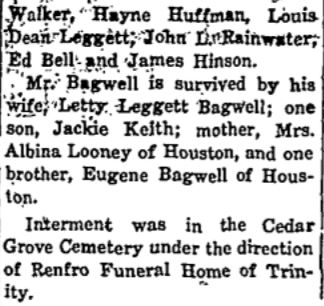 Walker, Hayne Huffman, Louis
Dean Leggett, John L. Rainwater,
Ed Bell and James Hinson.
Mr. Bagwell is survived by his
wife, Letty Leggett Bagwell; one
son, Jackie Keith; mother, Mrs.
Albina Looney of Houston, and one
brother, Eugene Bagwell of Hous-
ton.
Interment was in the Cedar
Grove Cemetery under the direction
of Renfro Funeral Home of Trin-
ity.